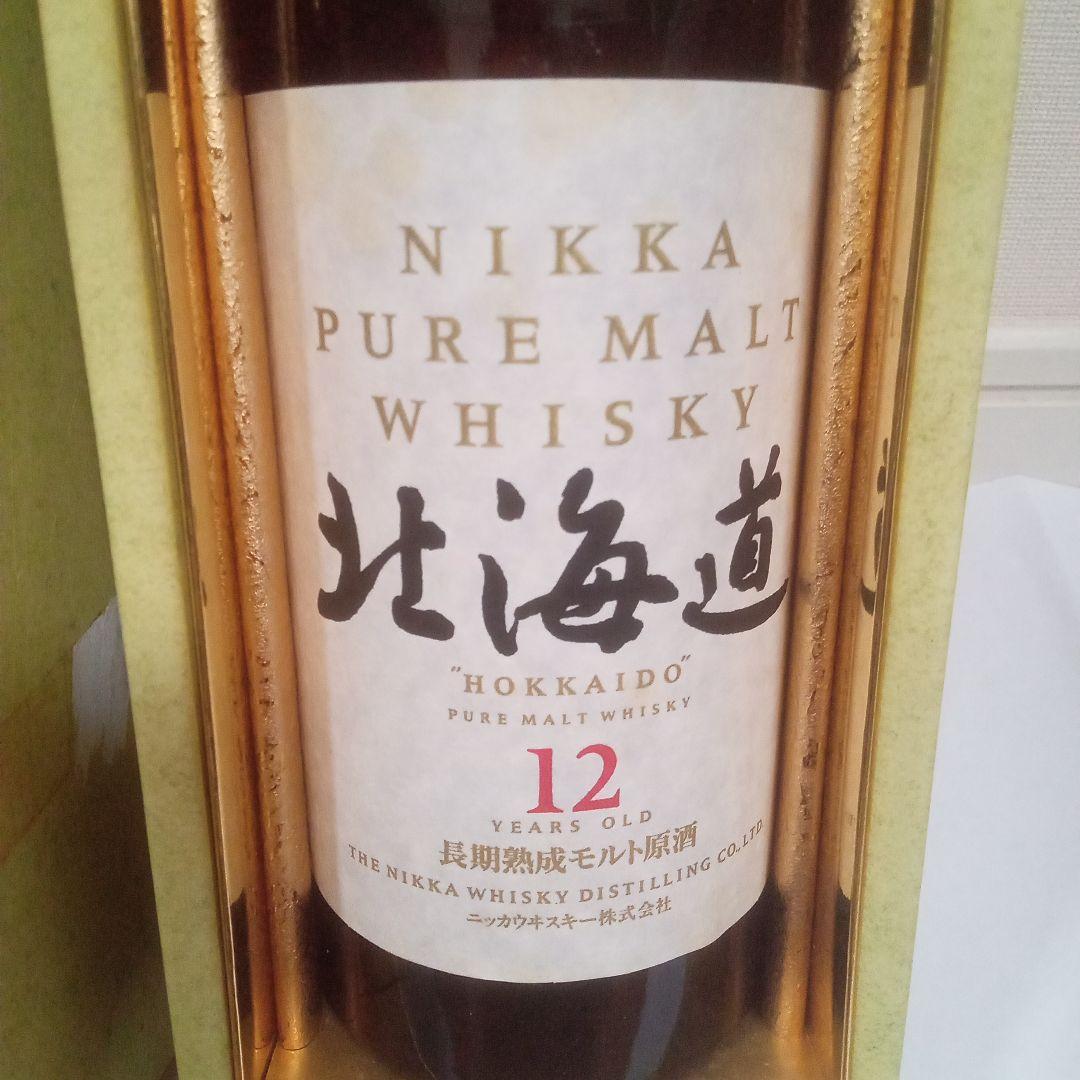 NIKKA
PURE MALT
WHISKY
北海道
"HOKKAIDO"
PURE MALT WHISKY
12
YEARS OLD
長期熟成モルト原酒
THE NIKKA WHISKY DISTILLING CO., LTD.
ニッカウヰスキー株式会社